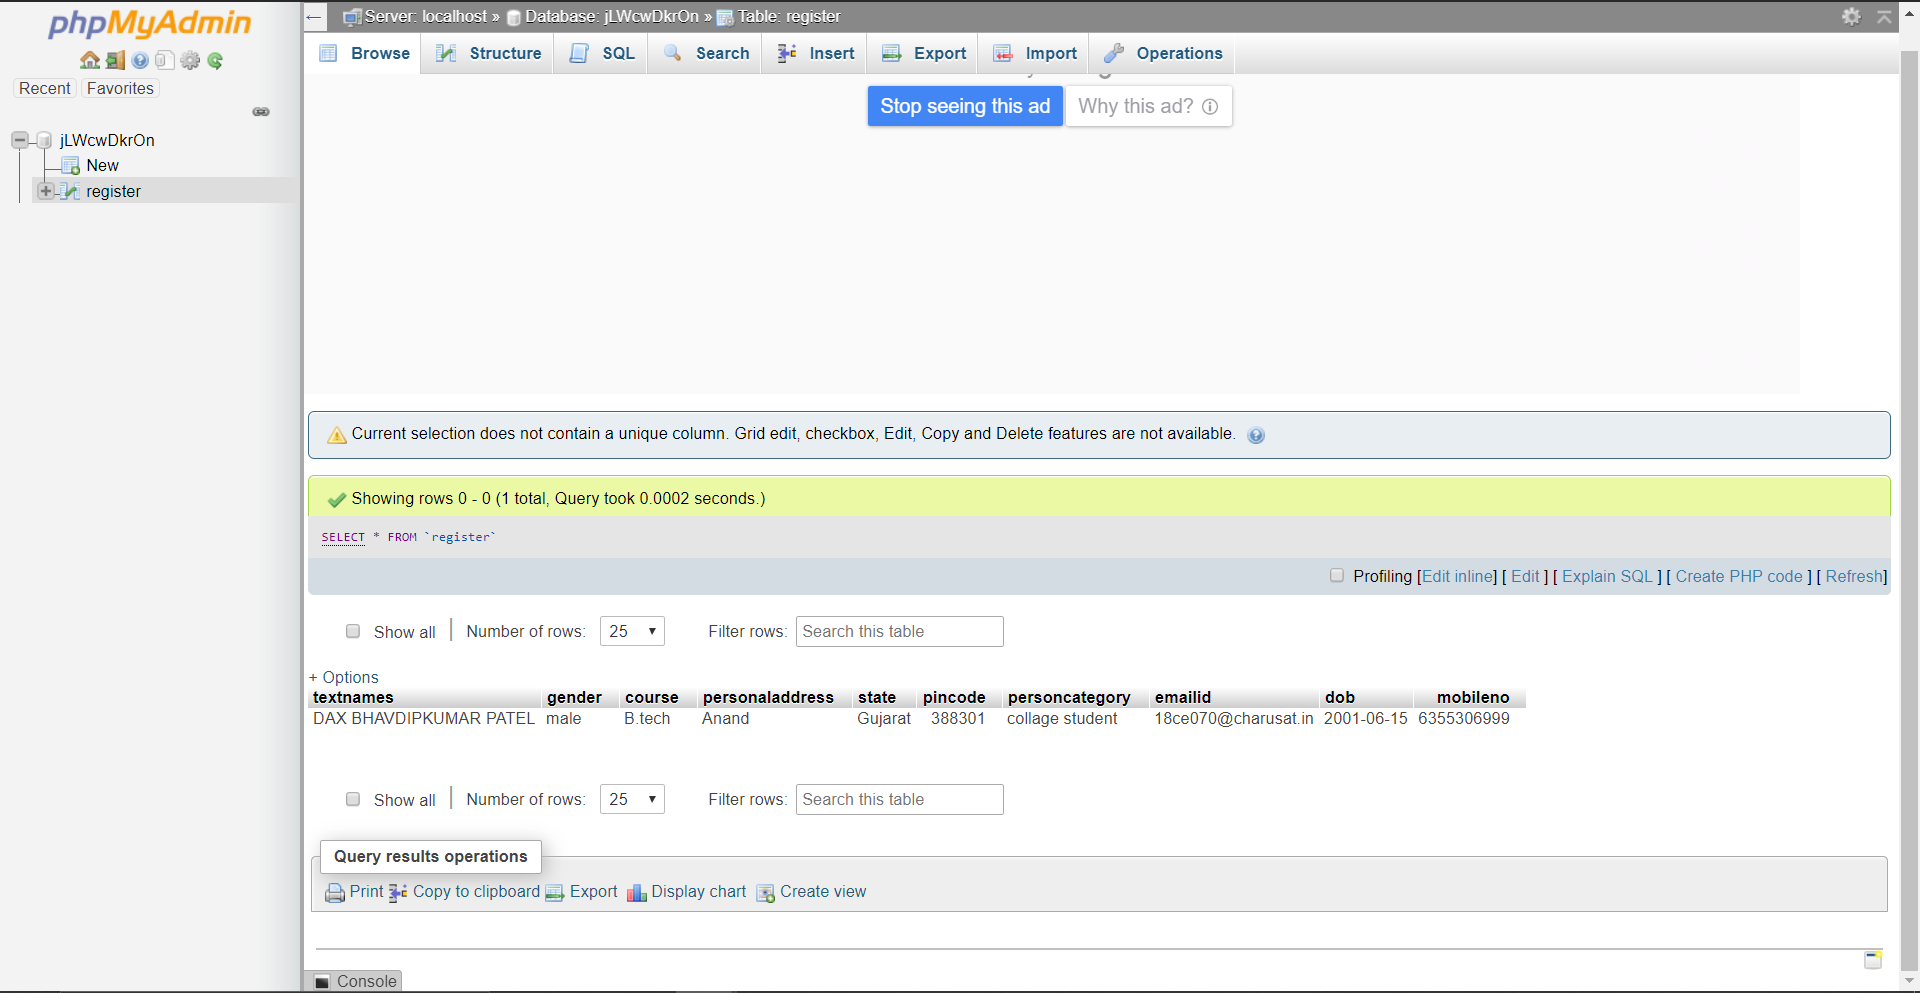 phpMyAdmin
Recent Favorites
jLWcwDkrOn
New
register
← Server: localhost » Database: jLWcwDkrOn » Table: register
Browse Structure SQL Search Insert Export Import Operations
Stop seeing this ad Why this ad?
Current selection does not contain a unique column. Grid edit, checkbox, Edit, Copy and Delete features are not available.
Showing rows 0 - 0 (1 total, Query took 0.0002 seconds.)
SELECT * FROM `register`
Profiling [Edit inline] [ Edit ] [ Explain SQL ] [ Create PHP code ] [ Refresh]
Show all | Number of rows: 25 Filter rows: Search this table
+ Options
textnames gender course personaladdress state pincode personcategory emailid dob mobileno
DAX BHAVDIPKUMAR PATEL male B.tech Anand Gujarat 388301 collage student 18ce070@charusat.in 2001-06-15 6355306999
Show all | Number of rows: 25 Filter rows: Search this table
Query results operations
Print Copy to clipboard Export Display chart Create view
Console